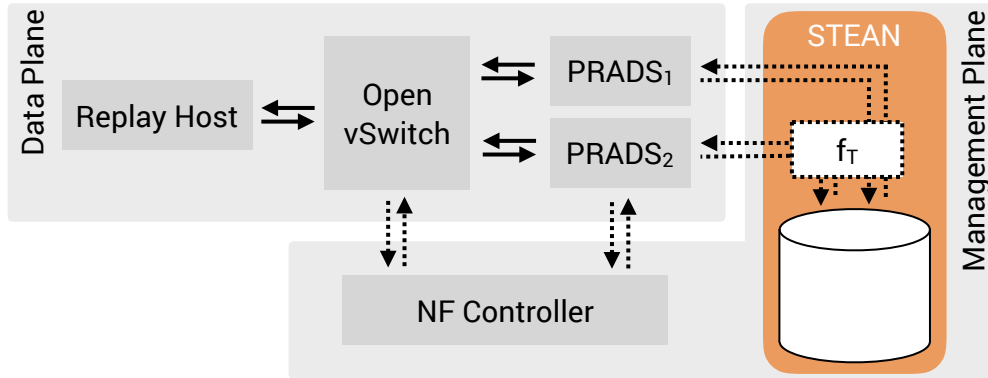 Data Plane
Replay Host
Open
vSwitch
PRADS₁
PRADS₂
NF Controller
STEAN
f_T
Management Plane